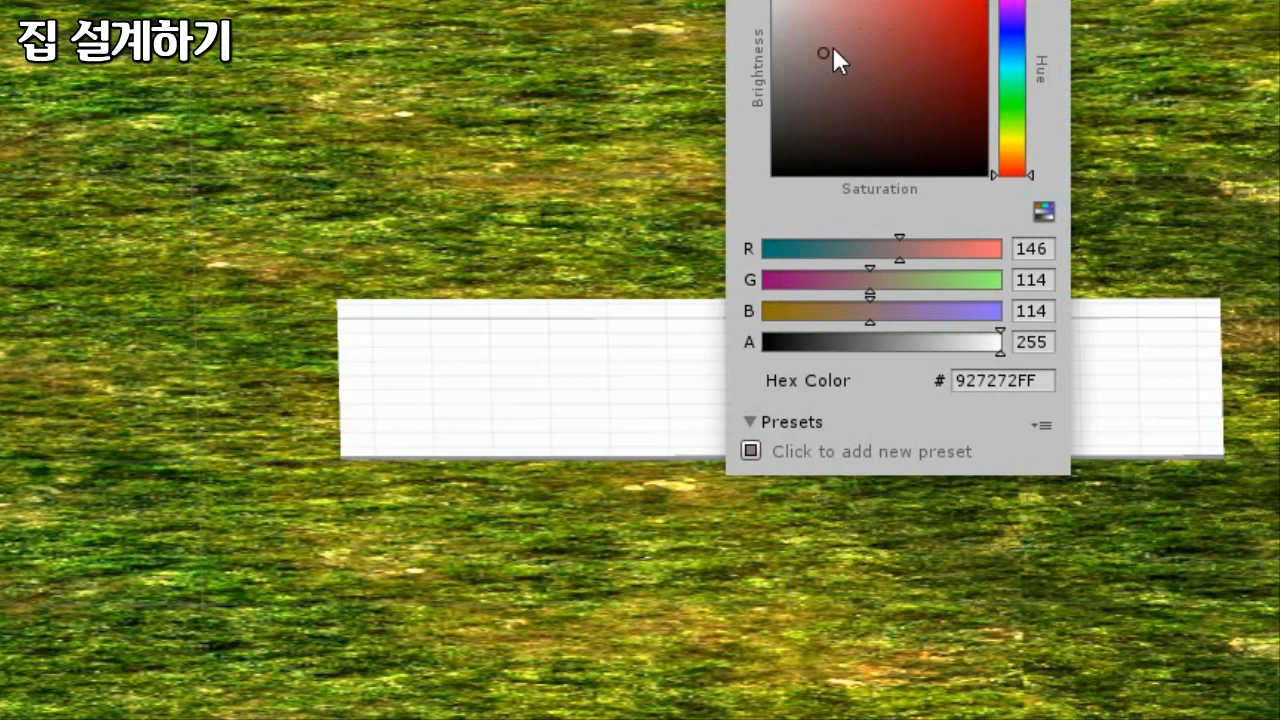 집 설계하기
Brightness
Hue
Saturation
R 146
G 114
B 114
A 255
Hex Color # 927272FF
Presets
Click to add new preset